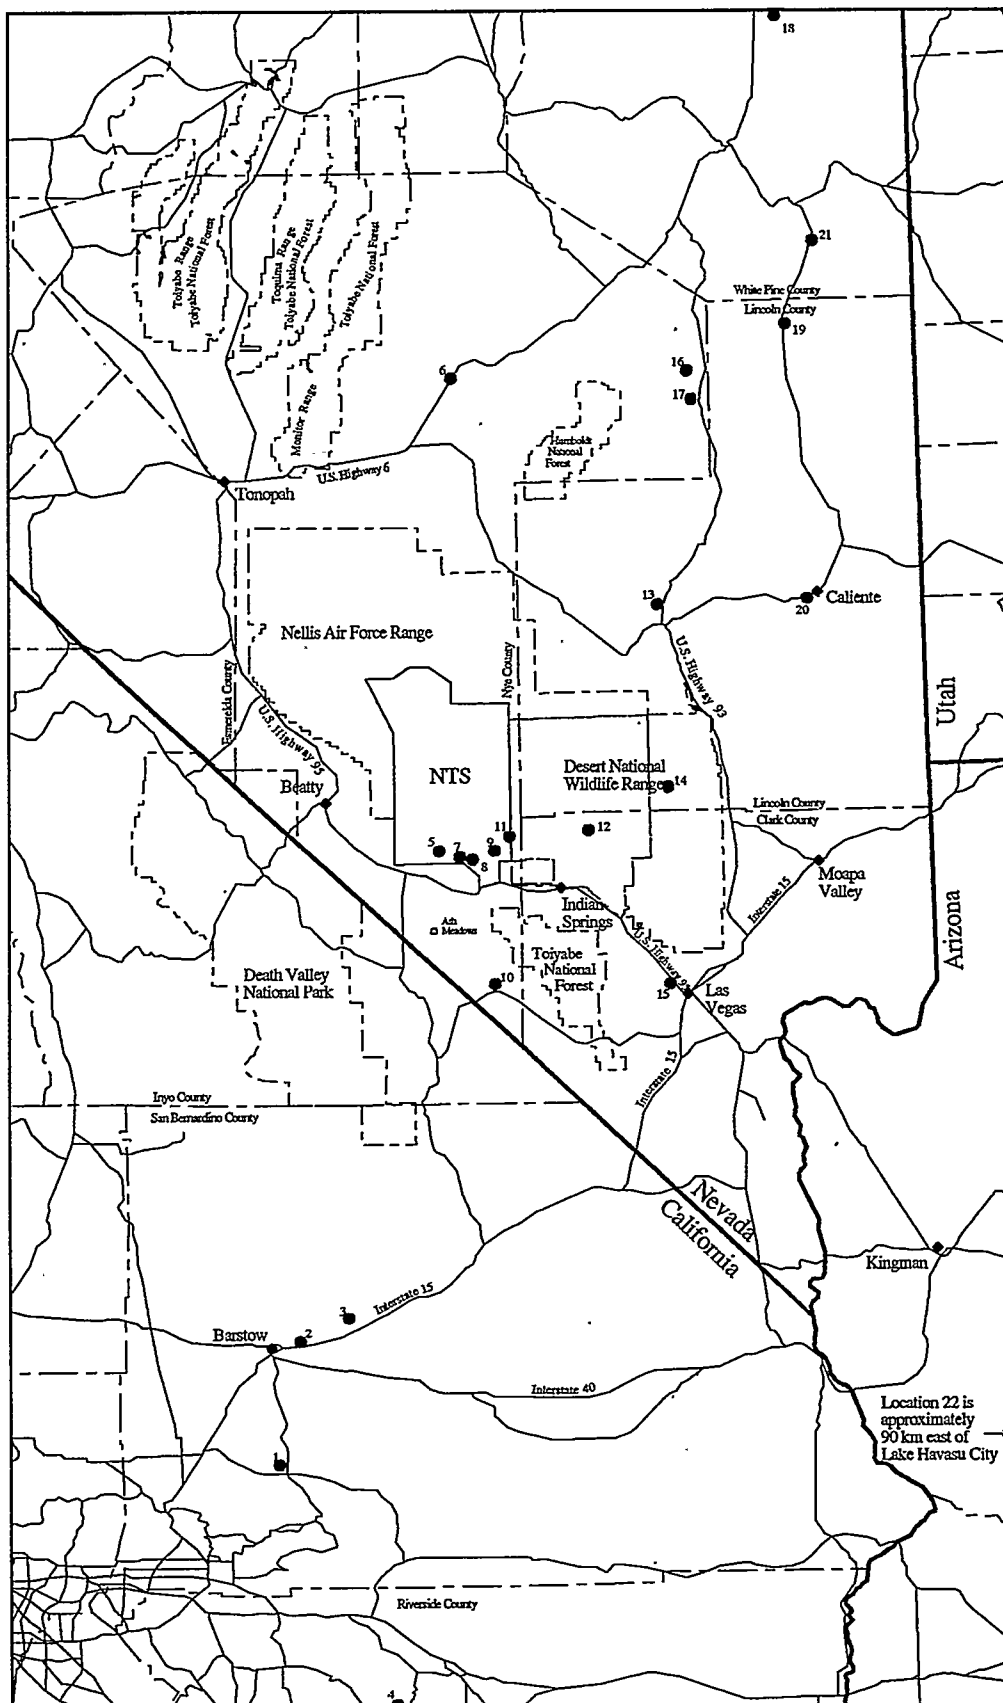 18
21
White Pine County
Lincoln County
19
Toiyabe Range
Toiyabe National Forest
Toquima Range
Toiyabe National Forest
Toiyabe National Forest
Monitor Range
6
16
17
Humboldt
National
Forest
U.S. Highway 6
Tonopah
13
20
Caliente
Nellis Air Force Range
Nye County
Esmerelda County
U.S. Highway 95
U.S. Highway 93
Utah
Beatty
NTS
Desert National
Wildlife Range
14
Lincoln County
Clark County
12
11
5
7
8
9
Moapa
Valley
Interstate 15
Indian
Springs
Ash
Meadows
Arizona
Toiyabe
National
Forest
U.S. Highway 95
10
15
Las
Vegas
Death Valley
National Park
Interstate 15
Inyo County
San Bernardino County
Nevada
California
Kingman
3
Interstate 15
2
Barstow
Interstate 40
Location 22 is
approximately
90 km east of
Lake Havasu City
1
Riverside County
4